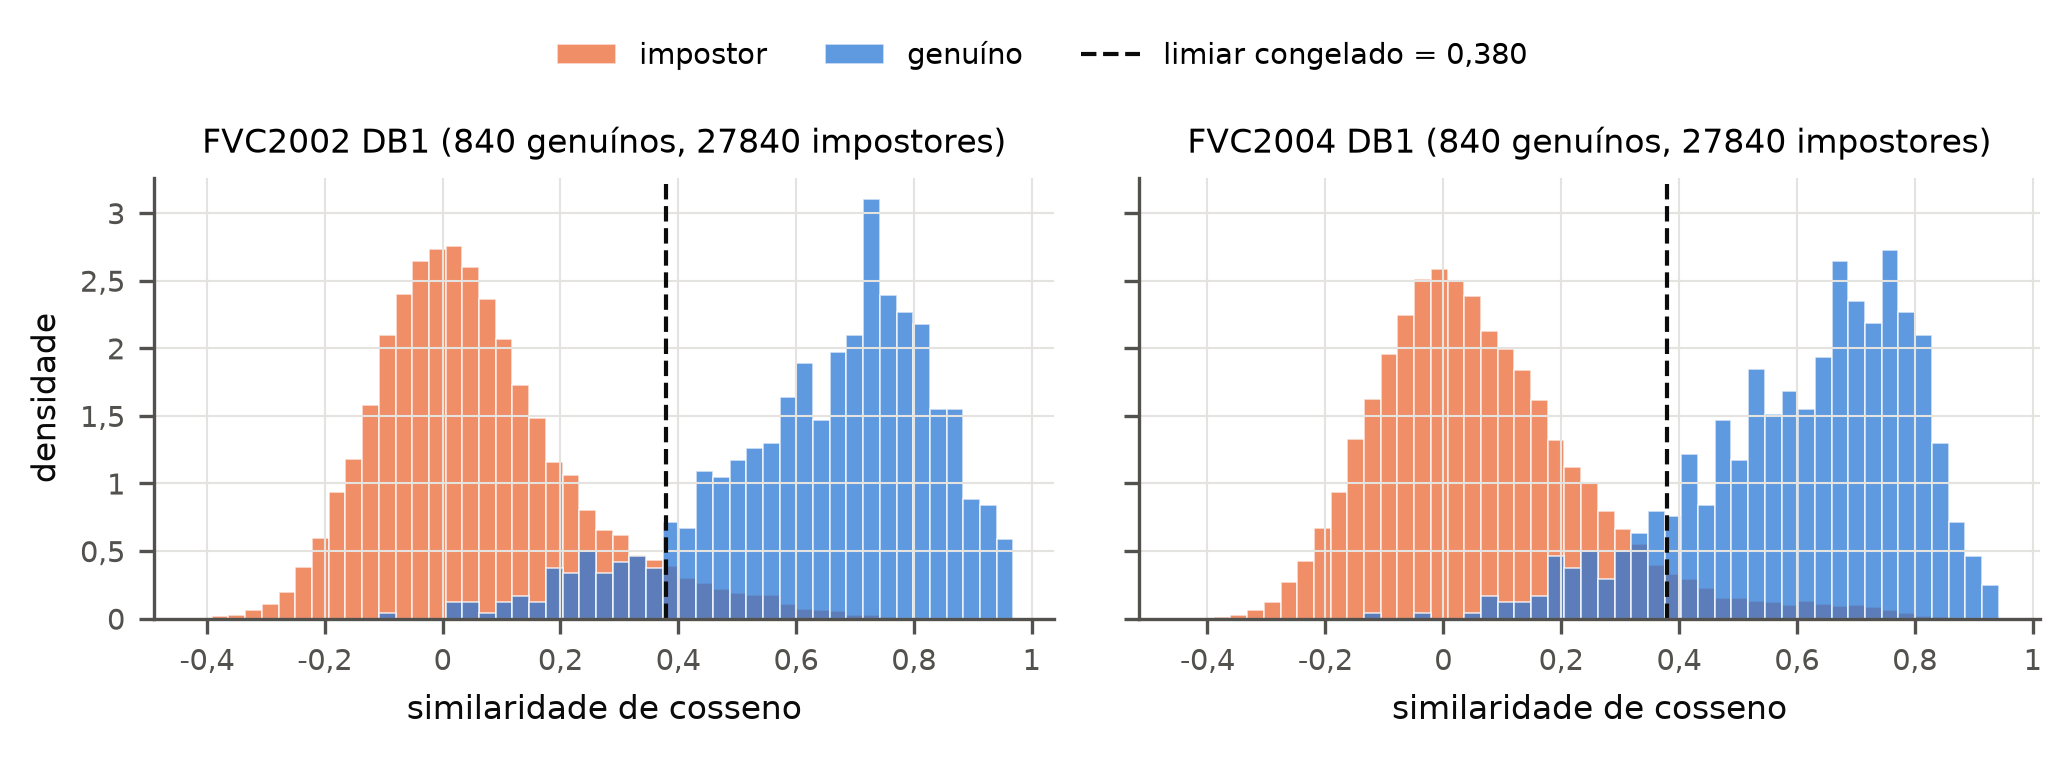 impostor genuíno limiar congelado = 0,380
FVC2002 DB1 (840 genuínos, 27840 impostores)
FVC2004 DB1 (840 genuínos, 27840 impostores)
densidade
3
2,5
2
1,5
1
0,5
0
-0,4 -0,2 0 0,2 0,4 0,6 0,8 1
-0,4 -0,2 0 0,2 0,4 0,6 0,8 1
similaridade de cosseno
similaridade de cosseno